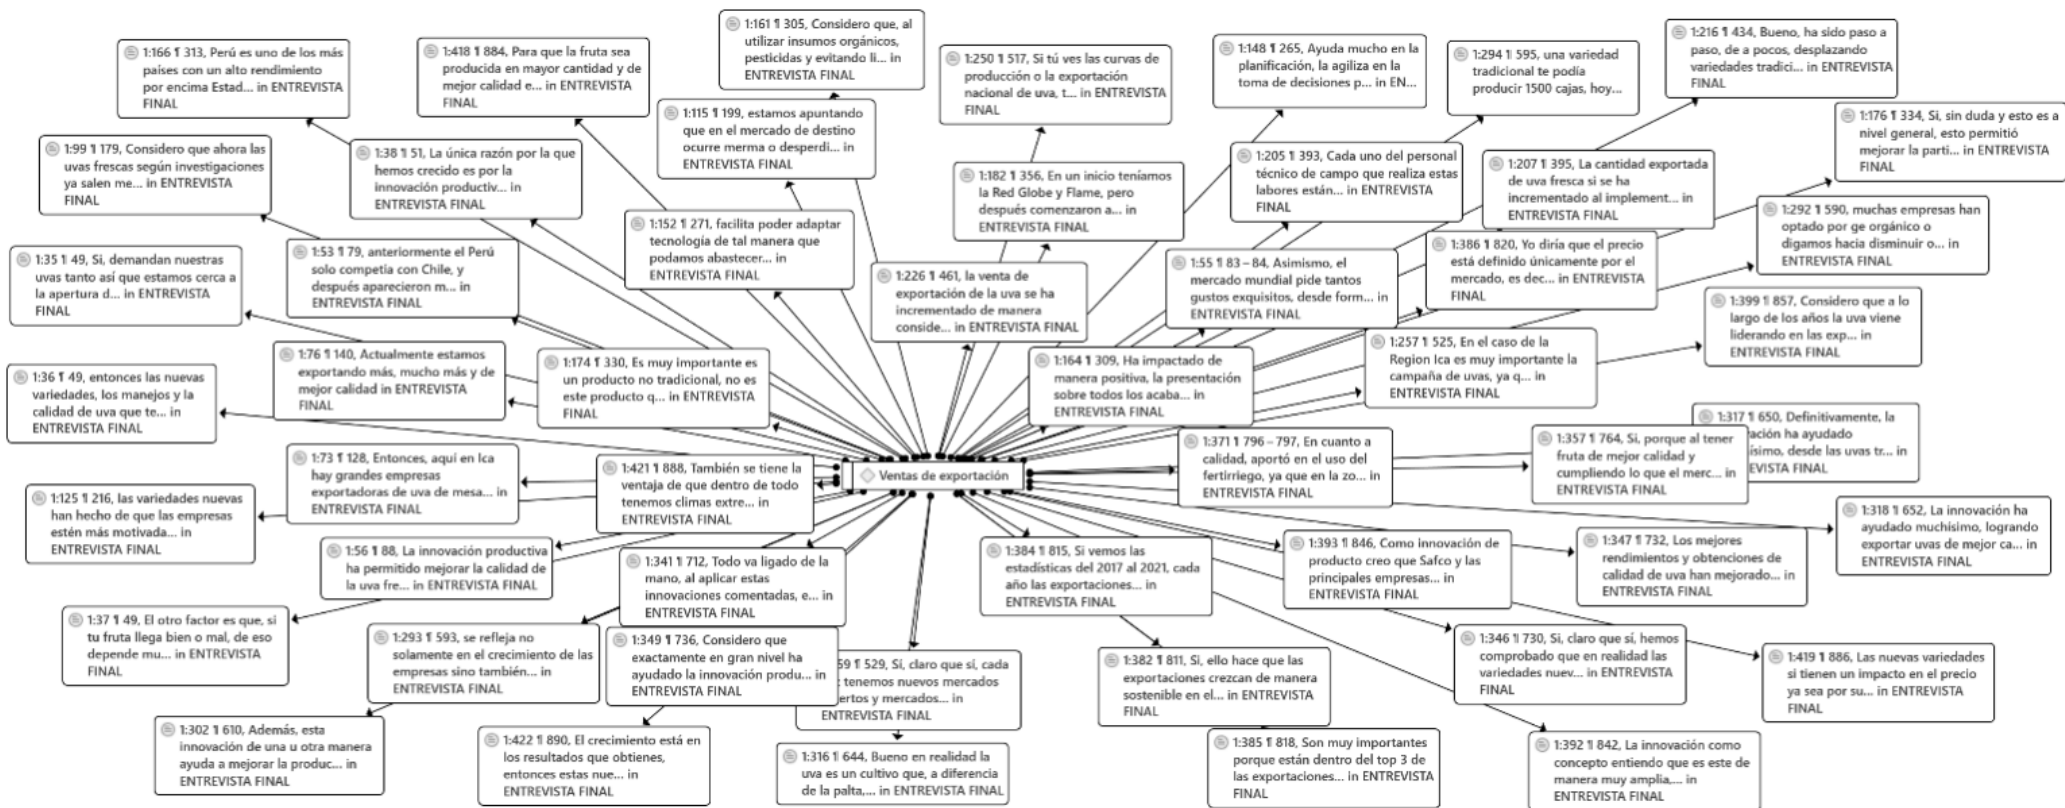 1:161 ¶ 305, Considero que, al
utilizar insumos orgánicos,
pesticidas y evitando li... in
ENTREVISTA FINAL
1:216 ¶ 434, Bueno, ha sido paso a
paso, de a pocos, desplazando
variedades tradici... in ENTREVISTA
FINAL
1:166 ¶ 313, Perú es uno de los más
países con un alto rendimiento
por encima Estad... in ENTREVISTA
FINAL
1:418 ¶ 884, Para que la fruta sea
producida en mayor cantidad y de
mejor calidad e... in ENTREVISTA
FINAL
1:250 ¶ 517, Si tú ves las curvas de
producción o la exportación
nacional de uva, t... in ENTREVISTA
FINAL
1:148 ¶ 265, Ayuda mucho en la
planificación, la agiliza en la
toma de decisiones p... in EN...
1:294 ¶ 595, una variedad
tradicional te podía
producir 1500 cajas, hoy...
1:115 ¶ 199, estamos apuntando
que en el mercado de destino
ocurre merma o desperdi... in
ENTREVISTA FINAL
1:176 ¶ 334, Si, sin duda y esto es a
nivel general, esto permitió
mejorar la parti... in ENTREVISTA
FINAL
1:99 ¶ 179, Considero que ahora las
uvas frescas según investigaciones
ya salen me... in ENTREVISTA
FINAL
1:38 ¶ 51, La única razón por la que
hemos crecido es por la
innovación productiv... in
ENTREVISTA FINAL
1:182 ¶ 356, En un inicio teníamos
la Red Globe y Flame, pero
después comenzaron a... in
ENTREVISTA FINAL
1:205 ¶ 393, Cada uno del personal
técnico de campo que realiza estas
labores están... in ENTREVISTA
FINAL
1:207 ¶ 395, La cantidad exportada
de uva fresca si se ha
incrementado al implement... in
ENTREVISTA FINAL
1:292 ¶ 590, muchas empresas han
optado por ge orgánico o
digamos hacia disminuir o... in
ENTREVISTA FINAL
1:152 ¶ 271, facilita poder adaptar
tecnología de tal manera que
podamos abastecer... in
ENTREVISTA FINAL
1:35 ¶ 49, Si, demandan nuestras
uvas tanto así que estamos cerca a
la apertura d... in ENTREVISTA
FINAL
1:53 ¶ 79, anteriormente el Perú
solo competía con Chile, y
después aparecieron m... in
ENTREVISTA FINAL
1:226 ¶ 461, la venta de
exportación de la uva se ha
incrementado de manera
conside... in ENTREVISTA FINAL
1:55 ¶ 83 – 84, Asimismo, el
mercado mundial pide tantos
gustos exquisitos, desde form... in
ENTREVISTA FINAL
1:386 ¶ 820, Yo diría que el precio
está definido únicamente por el
mercado, es dec... in ENTREVISTA
FINAL
1:399 ¶ 857, Considero que a lo
largo de los años la uva viene
liderando en las exp... in
ENTREVISTA FINAL
1:36 ¶ 49, entonces las nuevas
variedades, los manejos y la
calidad de uva que te... in
ENTREVISTA FINAL
1:76 ¶ 140, Actualmente estamos
exportando más, mucho más y de
mejor calidad in ENTREVISTA
FINAL
1:174 ¶ 330, Es muy importante es
un producto no tradicional, no es
este producto q... in ENTREVISTA
FINAL
1:164 ¶ 309, Ha impactado de
manera positiva, la presentación
sobre todos los acaba... in
ENTREVISTA FINAL
1:257 ¶ 525, En el caso de la
Region Ica es muy importante la
campaña de uvas, ya q... in
ENTREVISTA FINAL
1:317 ¶ 650, Definitivamente, la
ísimo, desde las uvas tr... in
1:73 ¶ 128, Entonces, aquí en Ica
hay grandes empresas
exportadoras de uva de mesa... in
ENTREVISTA FINAL
1:421 ¶ 888, También se tiene la
ventaja de que dentro de todo
tenemos climas extre... in
ENTREVISTA FINAL
Ventas de exportación
1:371 ¶ 796 – 797, En cuanto a
calidad, aportó en el uso del
fertirriego, ya que en la zo... in
ENTREVISTA FINAL
1:357 ¶ 764, Si, porque al tener
fruta de mejor calidad y
cumpliendo lo que el merc... in
ENTREVISTA FINAL
1:125 ¶ 216, las variedades nuevas
han hecho de que las empresas
estén más motivada... in
ENTREVISTA FINAL
1:56 ¶ 88, La innovación productiva
ha permitido mejorar la calidad de
la uva fre... in ENTREVISTA FINAL
1:341 ¶ 712, Todo va ligado de la
mano, al aplicar estas
innovaciones comentadas, e... in
ENTREVISTA FINAL
1:384 ¶ 815, Si vemos las
estadísticas del 2017 al 2021, cada
año las exportaciones... in
ENTREVISTA FINAL
1:393 ¶ 846, Como innovación de
producto creo que Safco y las
principales empresas... in
ENTREVISTA FINAL
1:347 ¶ 732, Los mejores
rendimientos y obtenciones de
calidad de uva han mejorado... in
ENTREVISTA FINAL
1:318 ¶ 652, La innovación ha
ayudado muchísimo, logrando
exportar uvas de mejor ca... in
ENTREVISTA FINAL
1:37 ¶ 49, El otro factor es que, si
tu fruta llega bien o mal, de eso
depende mu... in ENTREVISTA
FINAL
1:293 ¶ 593, se refleja no
solamente en el crecimiento de las
empresas sino también... in
ENTREVISTA FINAL
1:349 ¶ 736, Considero que
exactamente en gran nivel ha
ayudado la innovación produ... in
ENTREVISTA FINAL
59 ¶ 529, Sí, claro que sí, cada
tenemos nuevos mercados
ertos y mercados... in
ENTREVISTA FINAL
1:382 ¶ 811, Si, ello hace que las
exportaciones crezcan de manera
sostenible en el... in ENTREVISTA
FINAL
1:346 ¶ 730, Si, claro que sí, hemos
comprobado que en realidad las
variedades nuev... in ENTREVISTA
FINAL
1:419 ¶ 886, Las nuevas variedades
si tienen un impacto en el precio
ya sea por su... in ENTREVISTA
FINAL
1:302 ¶ 610, Además, esta
innovación de una u otra manera
ayuda a mejorar la produc... in
ENTREVISTA FINAL
1:422 ¶ 890, El crecimiento está en
los resultados que obtienes,
entonces estas nue... in
ENTREVISTA FINAL
1:316 ¶ 644, Bueno en realidad la
uva es un cultivo que, a diferencia
de la palta,... in ENTREVISTA FINAL
1:385 ¶ 818, Son muy importantes
porque están dentro del top 3 de
las exportaciones... in ENTREVISTA
FINAL
1:392 ¶ 842, La innovación como
concepto entiendo que es este de
manera muy amplia,... in
ENTREVISTA FINAL